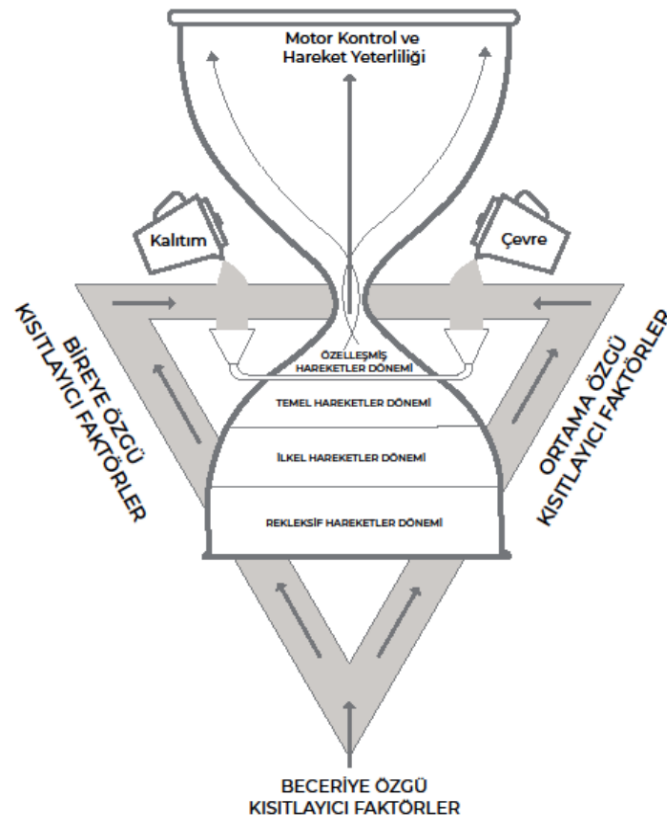 Motor Kontrol ve
Hareket Yeterliliği
Kalıtım
Çevre
BİREYE ÖZGÜ
KISITLAYICI FAKTÖRLER
ORTAMA ÖZGÜ
KISITLAYICI FAKTÖRLER
ÖZELLEŞMİŞ
HAREKETLER DÖNEMİ
TEMEL HAREKETLER DÖNEMİ
İLKEL HAREKETLER DÖNEMİ
REKLEKSİF HAREKETLER DÖNEMİ
BECERİYE ÖZGÜ
KISITLAYICI FAKTÖRLER